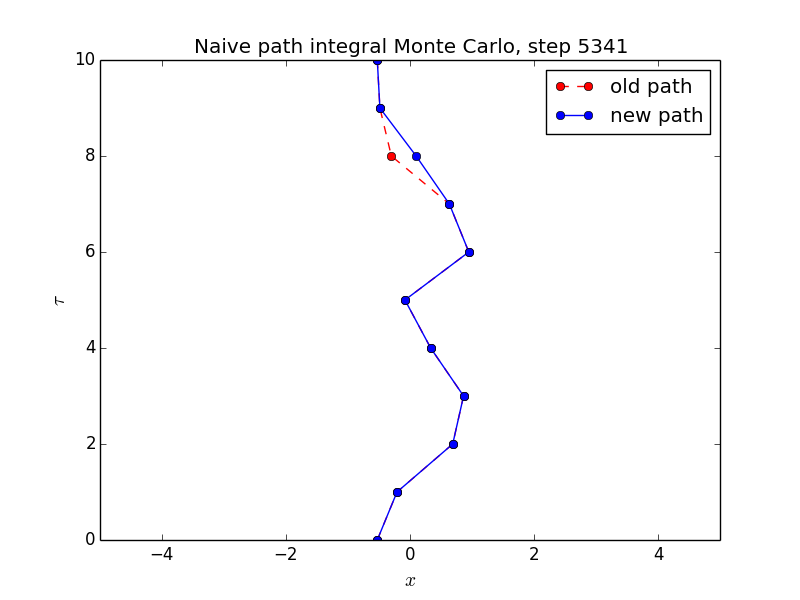 Naive path integral Monte Carlo, step 5341
old path
new path
10
8
6
4
2
0
τ
−4
−2
0
2
4
x